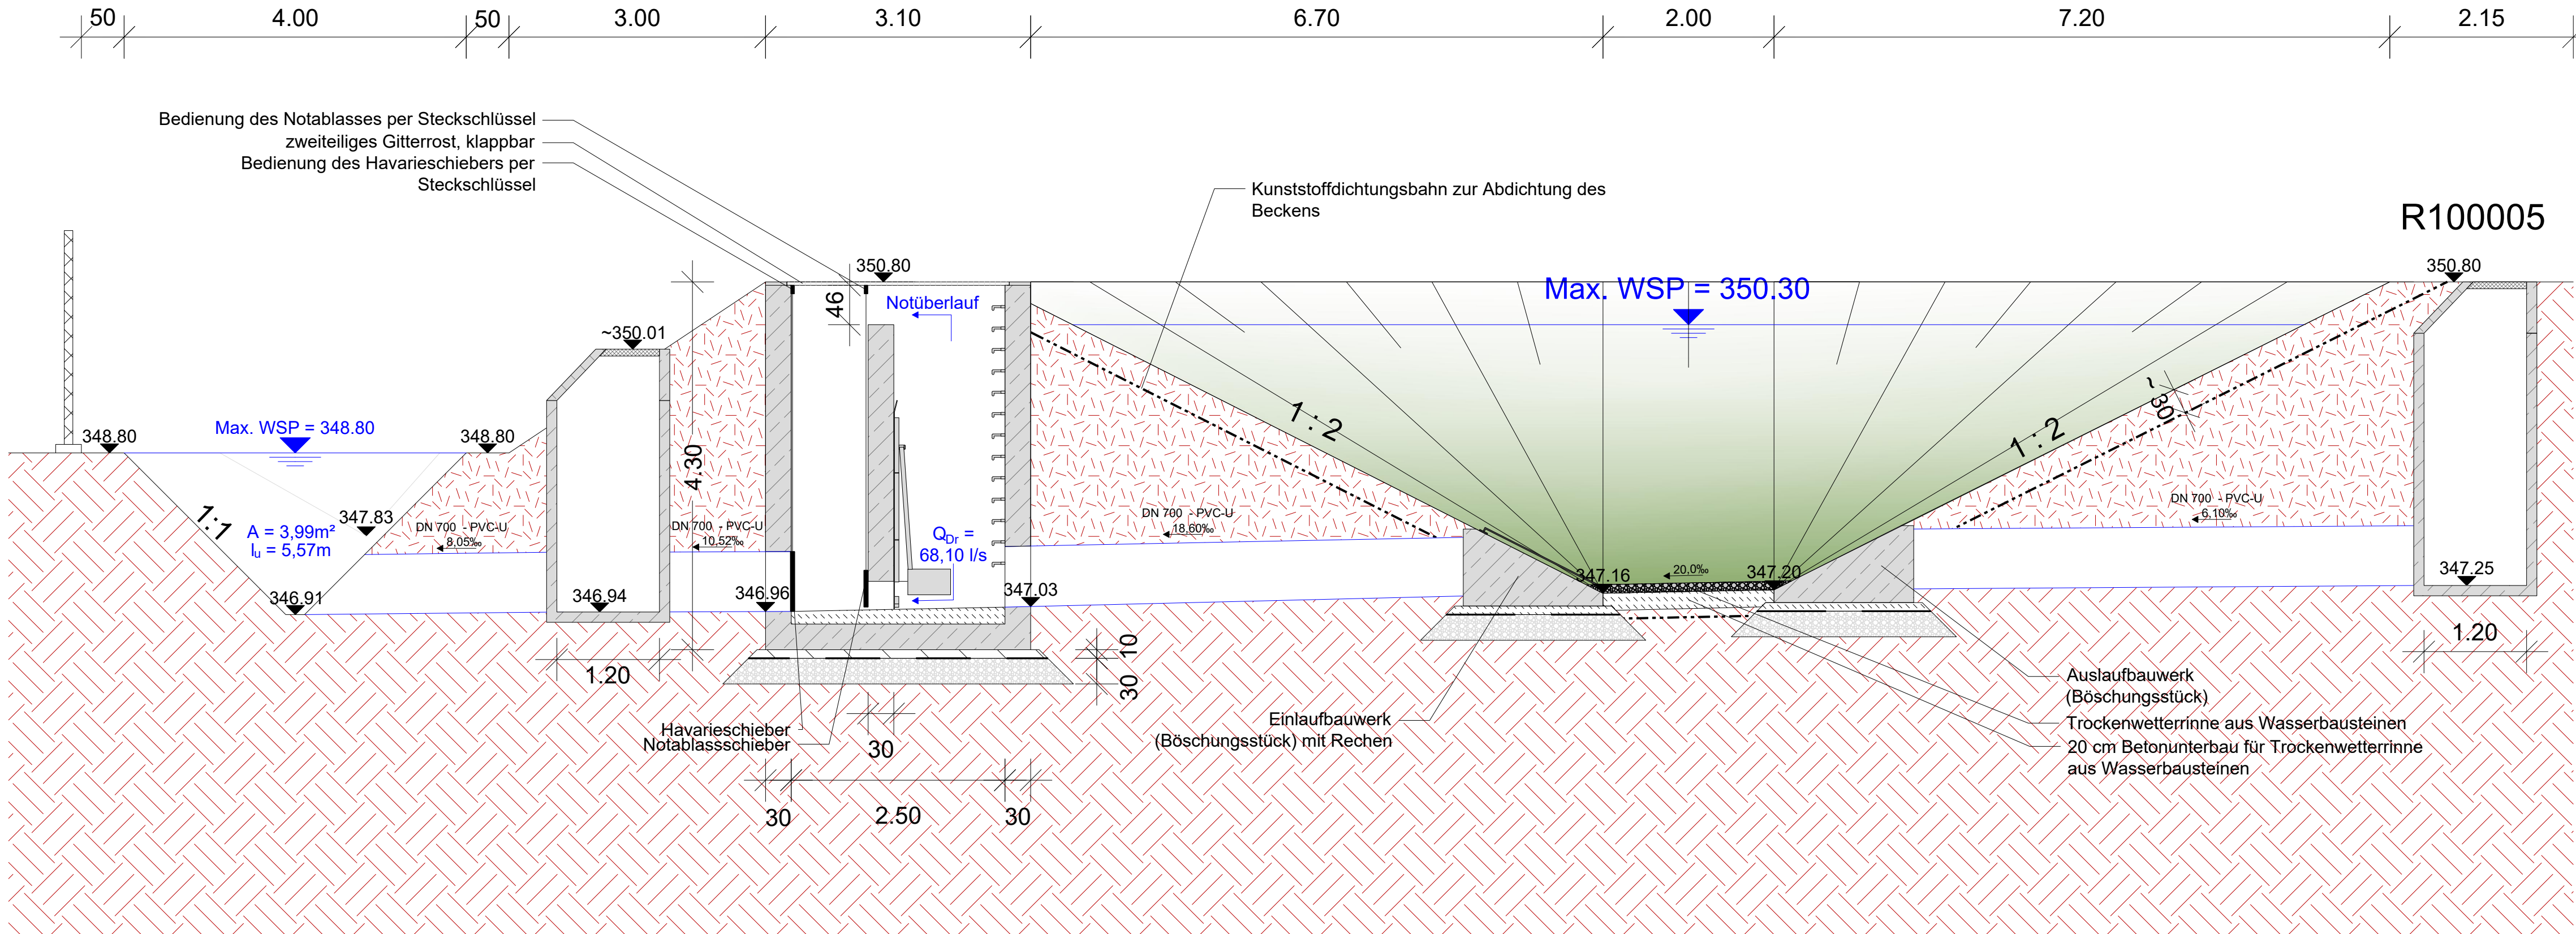 50
4.00
50
3.00
3.10
6.70
2.00
7.20
2.15
Bedienung des Notablasses per Steckschlüssel
zweiteiliges Gitterrost, klappbar
Bedienung des Havarieschiebers per
Steckschlüssel
Kunststoffdichtungsbahn zur Abdichtung des
Beckens
R100005
350.80
46
Notüberlauf
Max. WSP = 350.30
350.80
~350.01
348.80
Max. WSP = 348.80
348.80
4.30
1 : 2
1 : 2
~30
1:1
A = 3,99m²
lu = 5,57m
347.83
DN 700 - PVC-U
8,05‰
DN 700 - PVC-U
10,52‰
QDr =
68,10 l/s
DN 700 - PVC-U
18,60‰
DN 700 - PVC-U
6,10‰
346.91
346.94
346.96
347.03
347.16
20,0‰
347.20
347.25
1.20
10
30
1.20
Havarieschieber
Notablassschieber
30
Einlaufbauwerk
(Böschungsstück) mit Rechen
Auslaufbauwerk
(Böschungsstück)
Trockenwetterrinne aus Wasserbausteinen
20 cm Betonunterbau für Trockenwetterrinne
aus Wasserbausteinen
30
2.50
30